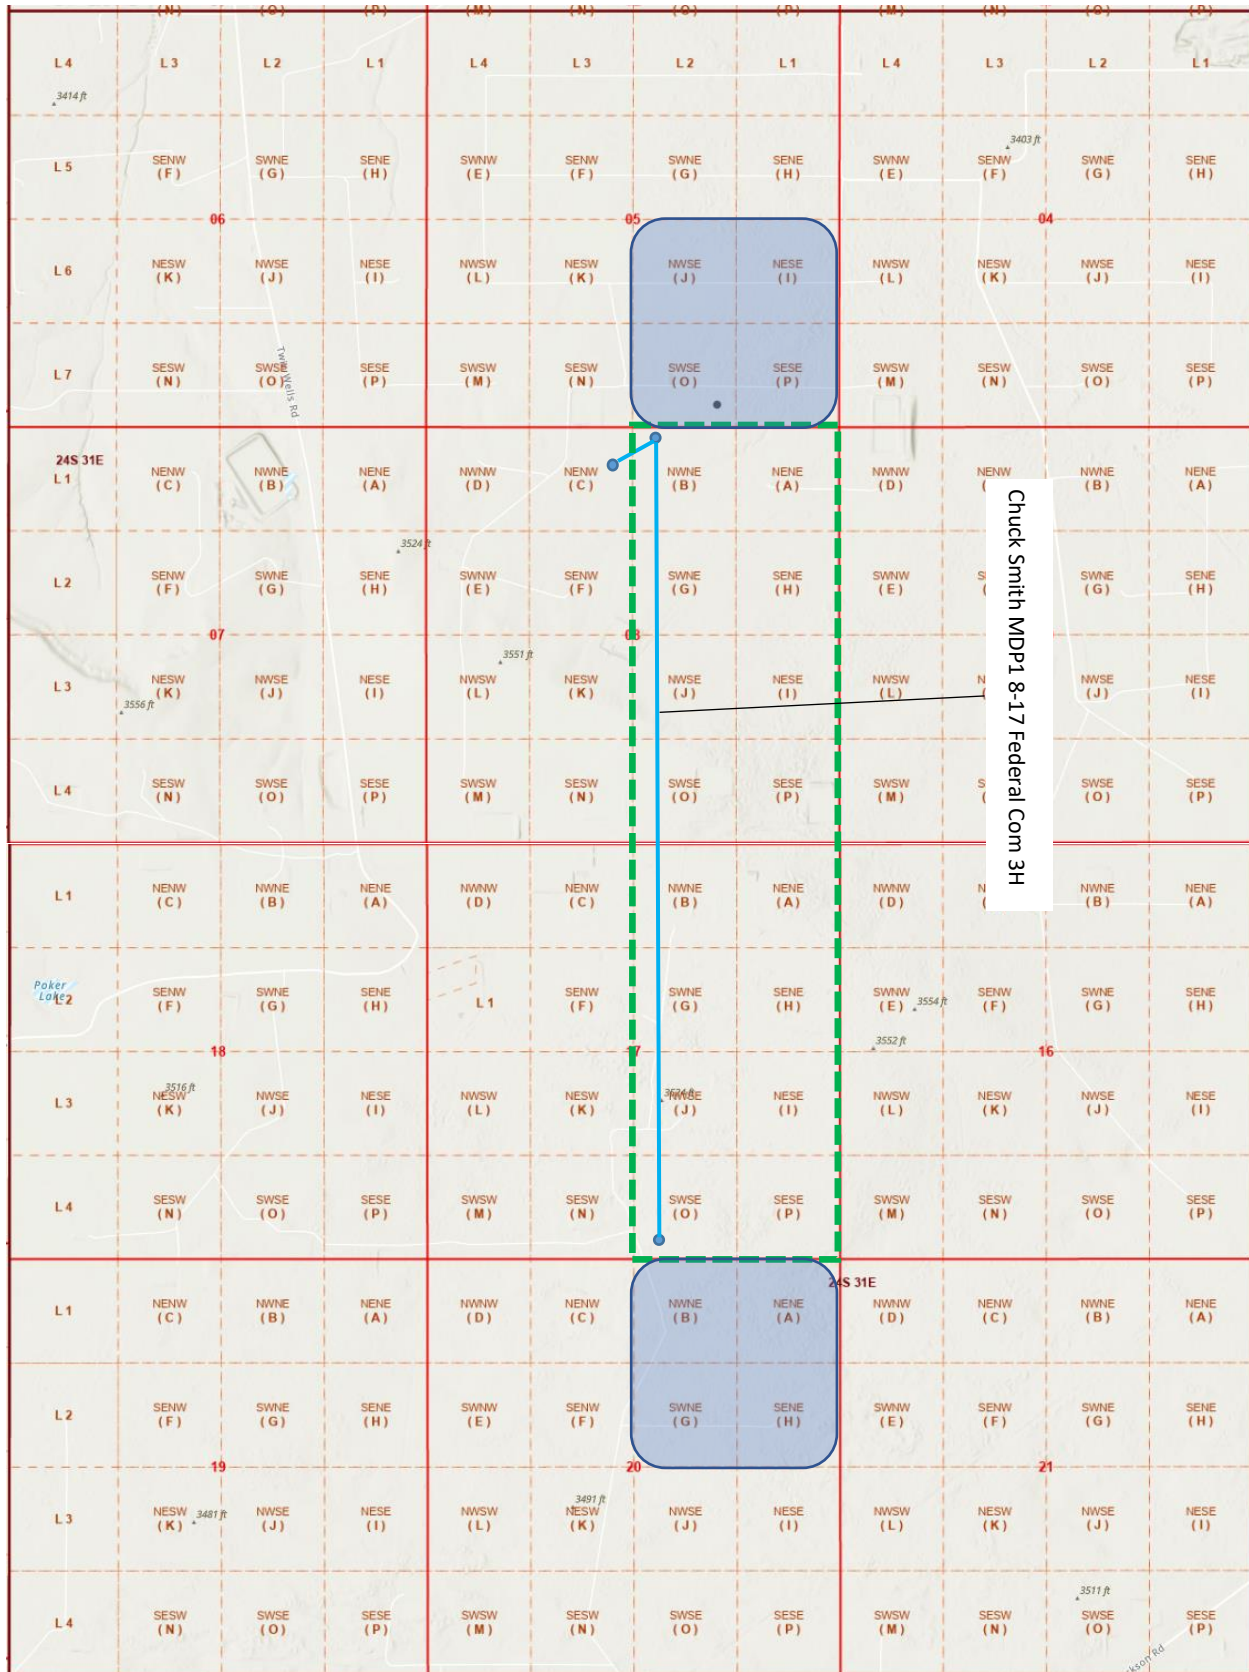 (N) (O) (P) (M) (N) (O) (P) (M) (N) (O) (P)
L4 L3 L2 L1 L4 L3 L2 L1 L4 L3 L2 L1
3414 ft
3403 ft
L5 SENW SWNE SENE SWNW SENW SWNE SENE SWNW SENW SWNE SENE
(F) (G) (H) (E) (F) (G) (H) (E) (F) (G) (H)
06 05 04
L6 NESW NWSE NESE NWSW NESW NWSE NESE NWSW NESW NWSE NESE
(K) (J) (I) (L) (K) (J) (I) (L) (K) (J) (I)
Twin Wells Rd
L7 SESW SWSE SESE SWSW SESW SWSE SESE SWSW SESW SWSE SESE
(N) (O) (P) (M) (N) (O) (P) (M) (N) (O) (P)
24S 31E
L1 NENW NWNE NENE NWNW NENW NWNE NENE NWNW NENW NWNE NENE
(C) (B) (A) (D) (C) (B) (A) (D) (B) (A)
Chuck Smith MDP1 8-17 Federal Com 3H
3524 ft
L2 SENW SWNE SENE SWNW SENW SWNE SENE SWNW SWNE SENE
(F) (G) (H) (E) (F) (G) (H) (E) (G) (H)
07 08
3551 ft
L3 NESW NWSE NESE NWSW NESW NWSE NESE NWSW NWSE NESE
(K) (J) (I) (L) (K) (J) (I) (L) (J) (I)
3556 ft
L4 SESW SWSE SESE SWSW SESW SWSE SESE SWSW SWSE SESE
(N) (O) (P) (M) (N) (O) (P) (M) (O) (P)
L1 NENW NWNE NENE NWNW NENW NWNE NENE NWNW NWNE NENE
(C) (B) (A) (D) (C) (B) (A) (D) (B) (A)
Poker
Lake
L2 SENW SWNE SENE L1 SENW SWNE SENE SWNW SENW SWNE SENE
(F) (G) (H) (F) (G) (H) (E) (F) (G) (H)
3554 ft
3552 ft
18 17 16
3516 ft
3534 ft
L3 NESW NWSE NESE NWSW NESW NWSE NESE NWSW NESW NWSE NESE
(K) (J) (I) (L) (K) (J) (I) (L) (K) (J) (I)
L4 SESW SWSE SESE SWSW SESW SWSE SESE SWSW SESW SWSE SESE
(N) (O) (P) (M) (N) (O) (P) (M) (N) (O) (P)
24S 31E
L1 NENW NWNE NENE NWNW NENW NWNE NENE NWNW NENW NWNE NENE
(C) (B) (A) (D) (C) (B) (A) (D) (C) (B) (A)
L2 SENW SWNE SENE SWNW SENW SWNE SENE SWNW SENW SWNE SENE
(F) (G) (H) (E) (F) (G) (H) (E) (F) (G) (H)
19 20 21
3491 ft
L3 NESW NWSE NESE NWSW NESW NWSE NESE NWSW NESW NWSE NESE
(K) (J) (I) (L) (K) (J) (I) (L) (K) (J) (I)
3481 ft
3511 ft
L4 SESW SWSE SESE SWSW SESW SWSE SESE SWSW SESW SWSE SESE
(N) (O) (P) (M) (N) (O) (P) (M) (N) (O) (P)
ckson Rd